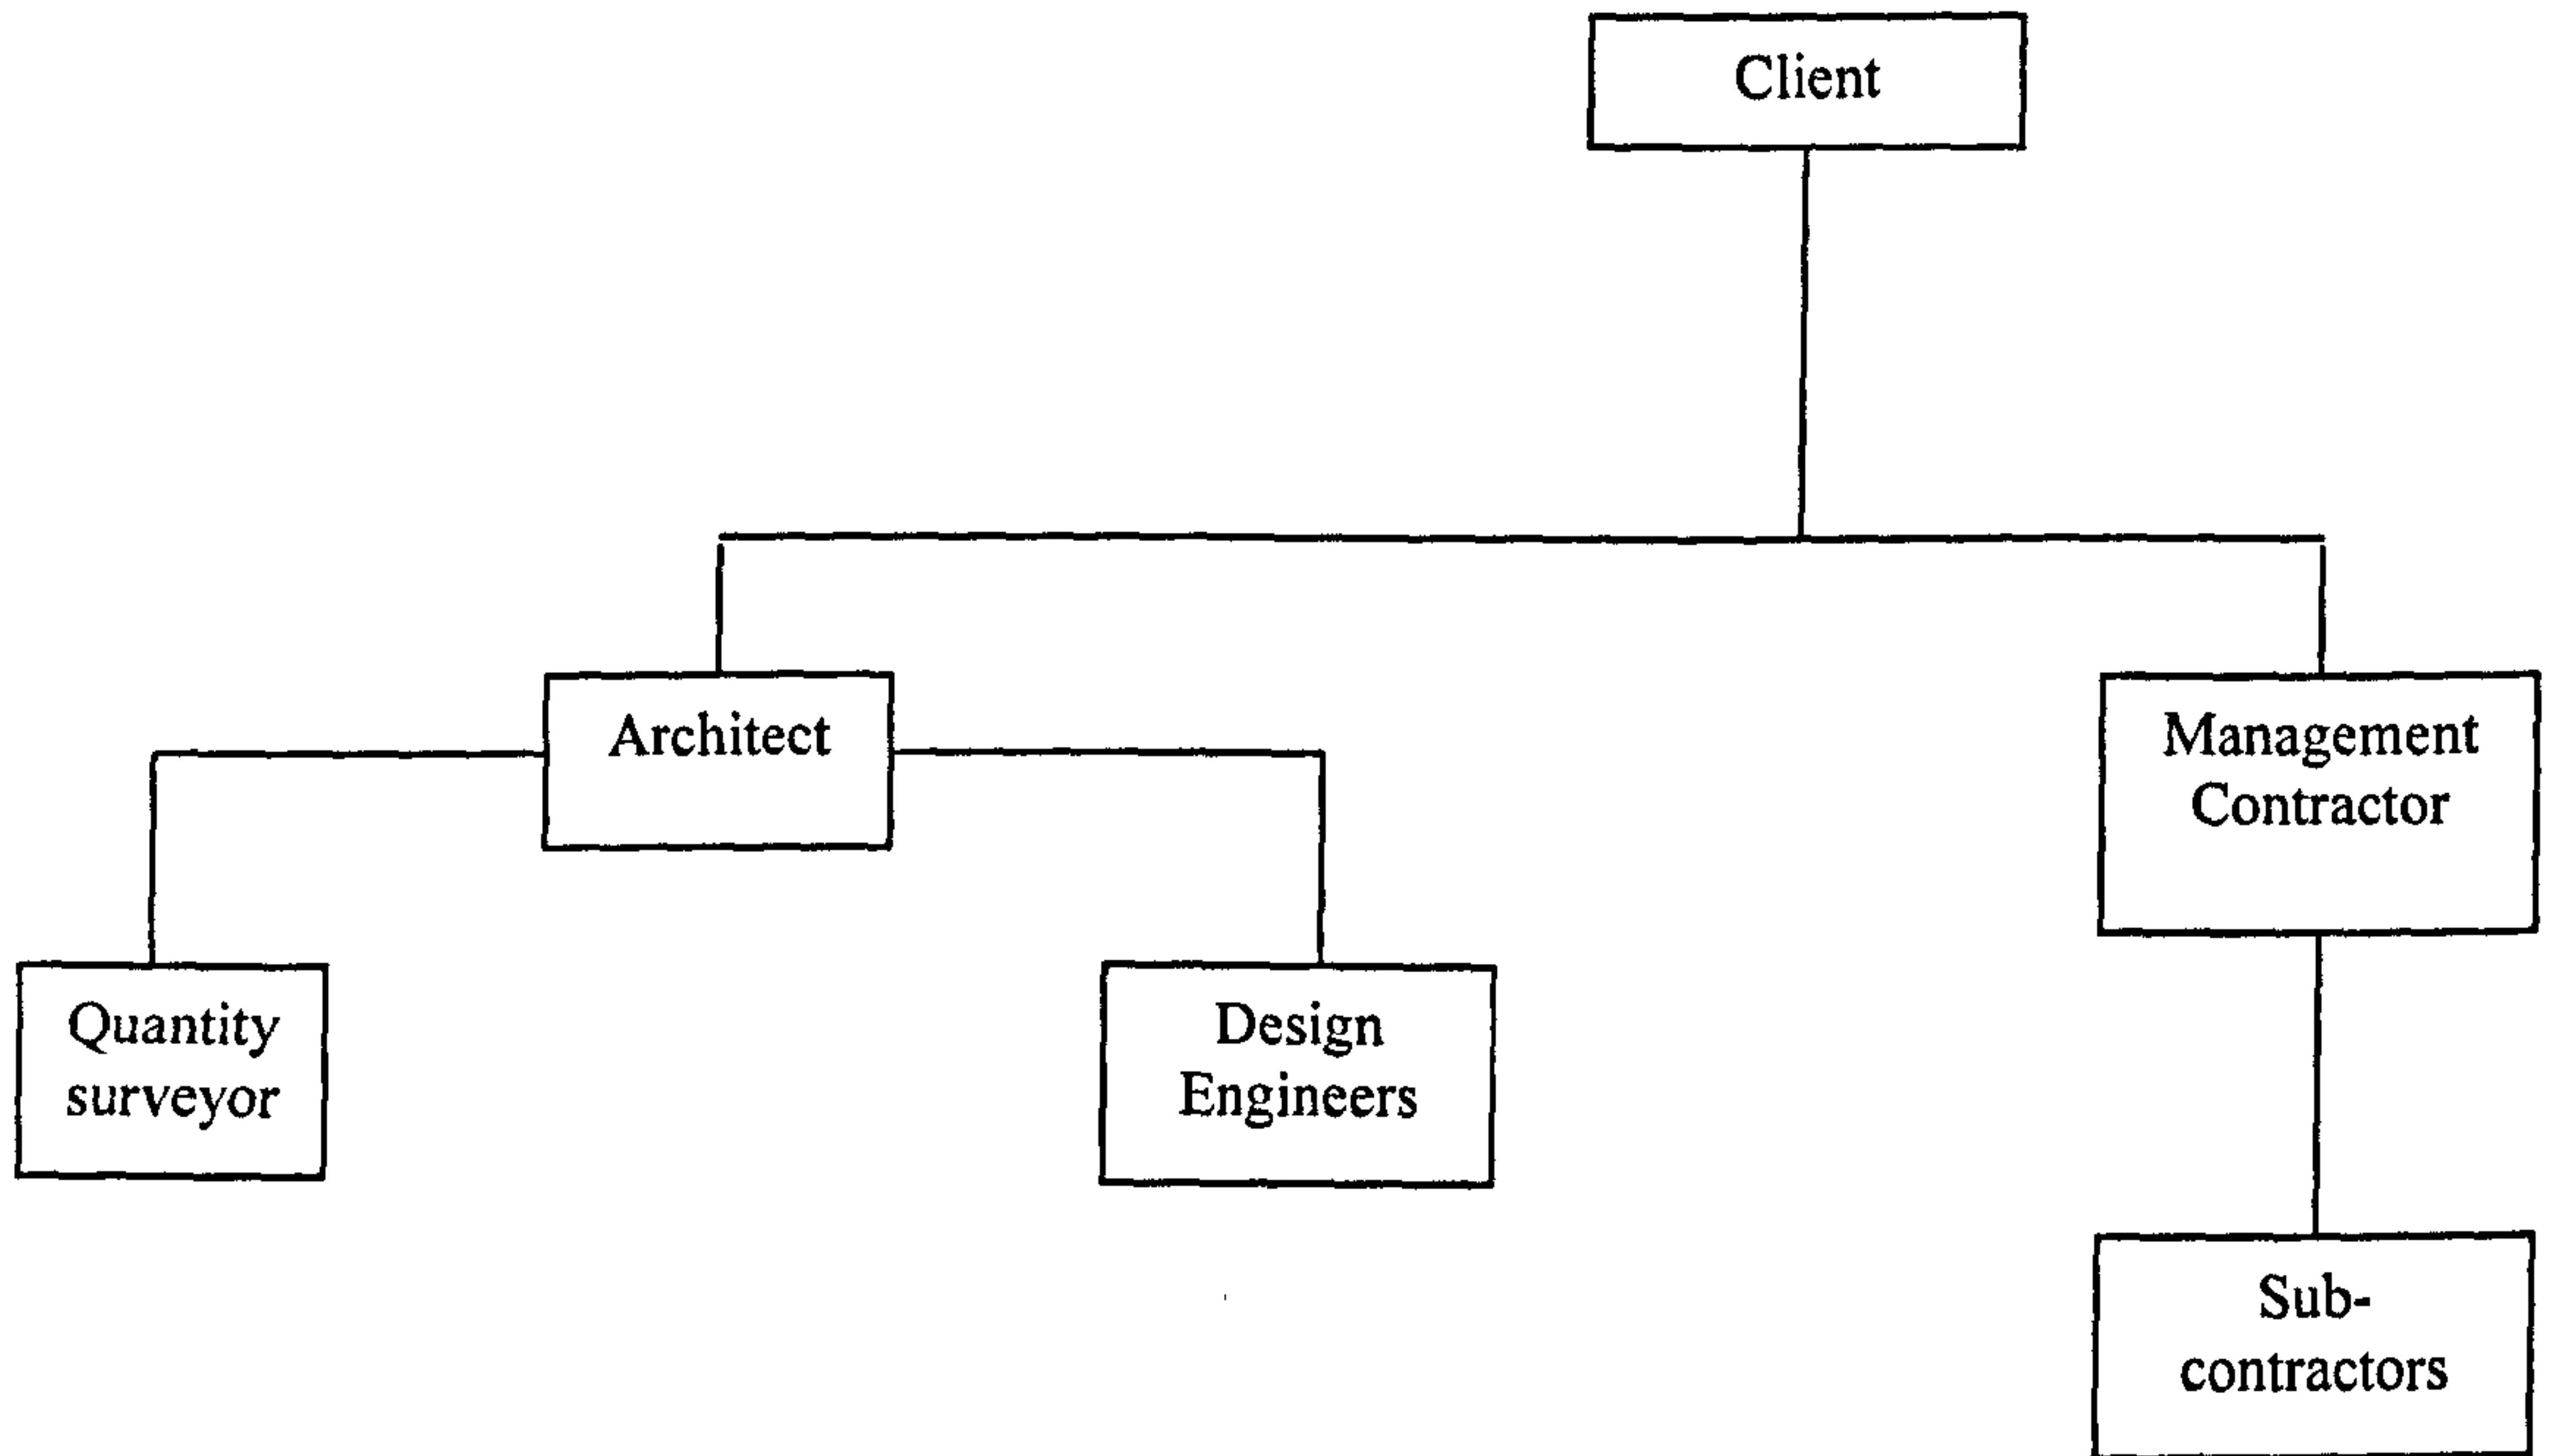 Client
Architect
Management
Contractor
Quantity
surveyor
Design
Engineers
Sub-
contractors